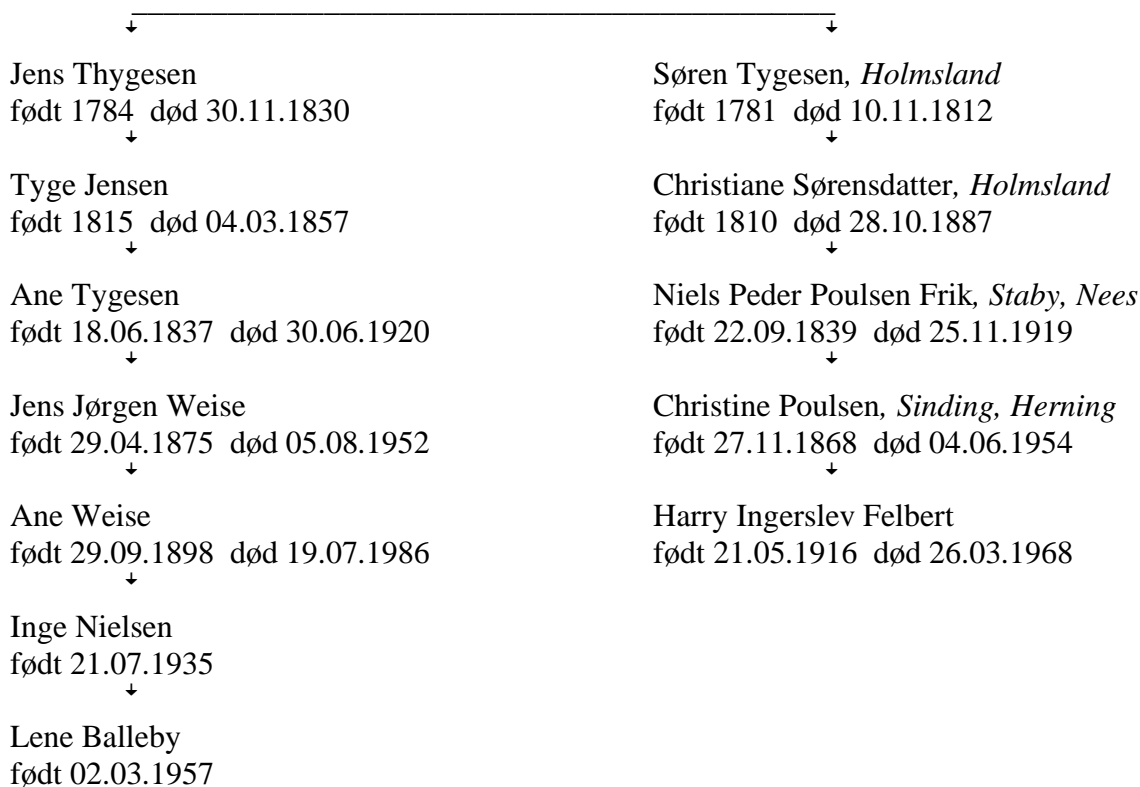 Jens Thygesen
født 1784 død 30.11.1830
Tyge Jensen
født 1815 død 04.03.1857
Ane Tygesen
født 18.06.1837 død 30.06.1920
Jens Jørgen Weise
født 29.04.1875 død 05.08.1952
Ane Weise
født 29.09.1898 død 19.07.1986
Inge Nielsen
født 21.07.1935
Lene Balleby
født 02.03.1957
Søren Tygesen, Holmsland
født 1781 død 10.11.1812
Christiane Sørensdatter, Holmsland
født 1810 død 28.10.1887
Niels Peder Poulsen Frik, Staby, Nees
født 22.09.1839 død 25.11.1919
Christine Poulsen, Sinding, Herning
født 27.11.1868 død 04.06.1954
Harry Ingerslev Felbert
født 21.05.1916 død 26.03.1968